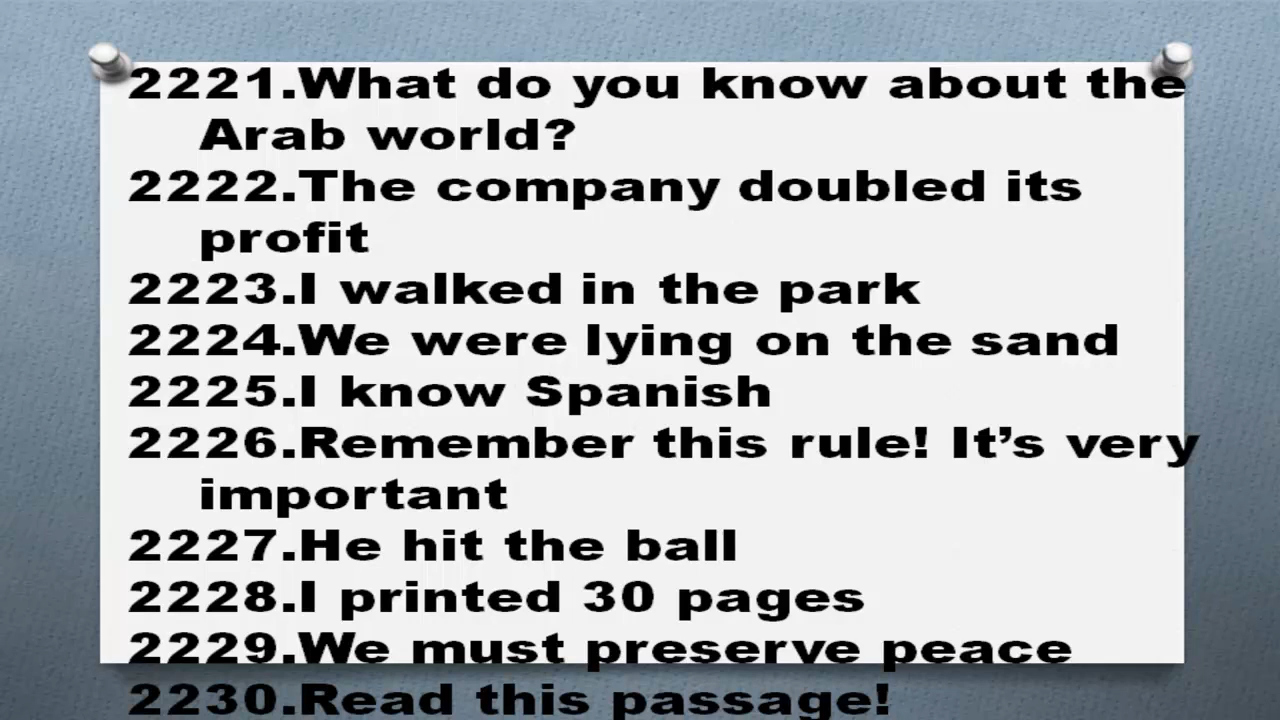 2221.What do you know about the
Arab world?
2222.The company doubled its
profit
2223.I walked in the park
2224.We were lying on the sand
2225.I know Spanish
2226.Remember this rule! It’s very
important
2227.He hit the ball
2228.I printed 30 pages
2229.We must preserve peace
2230.Read this passage!